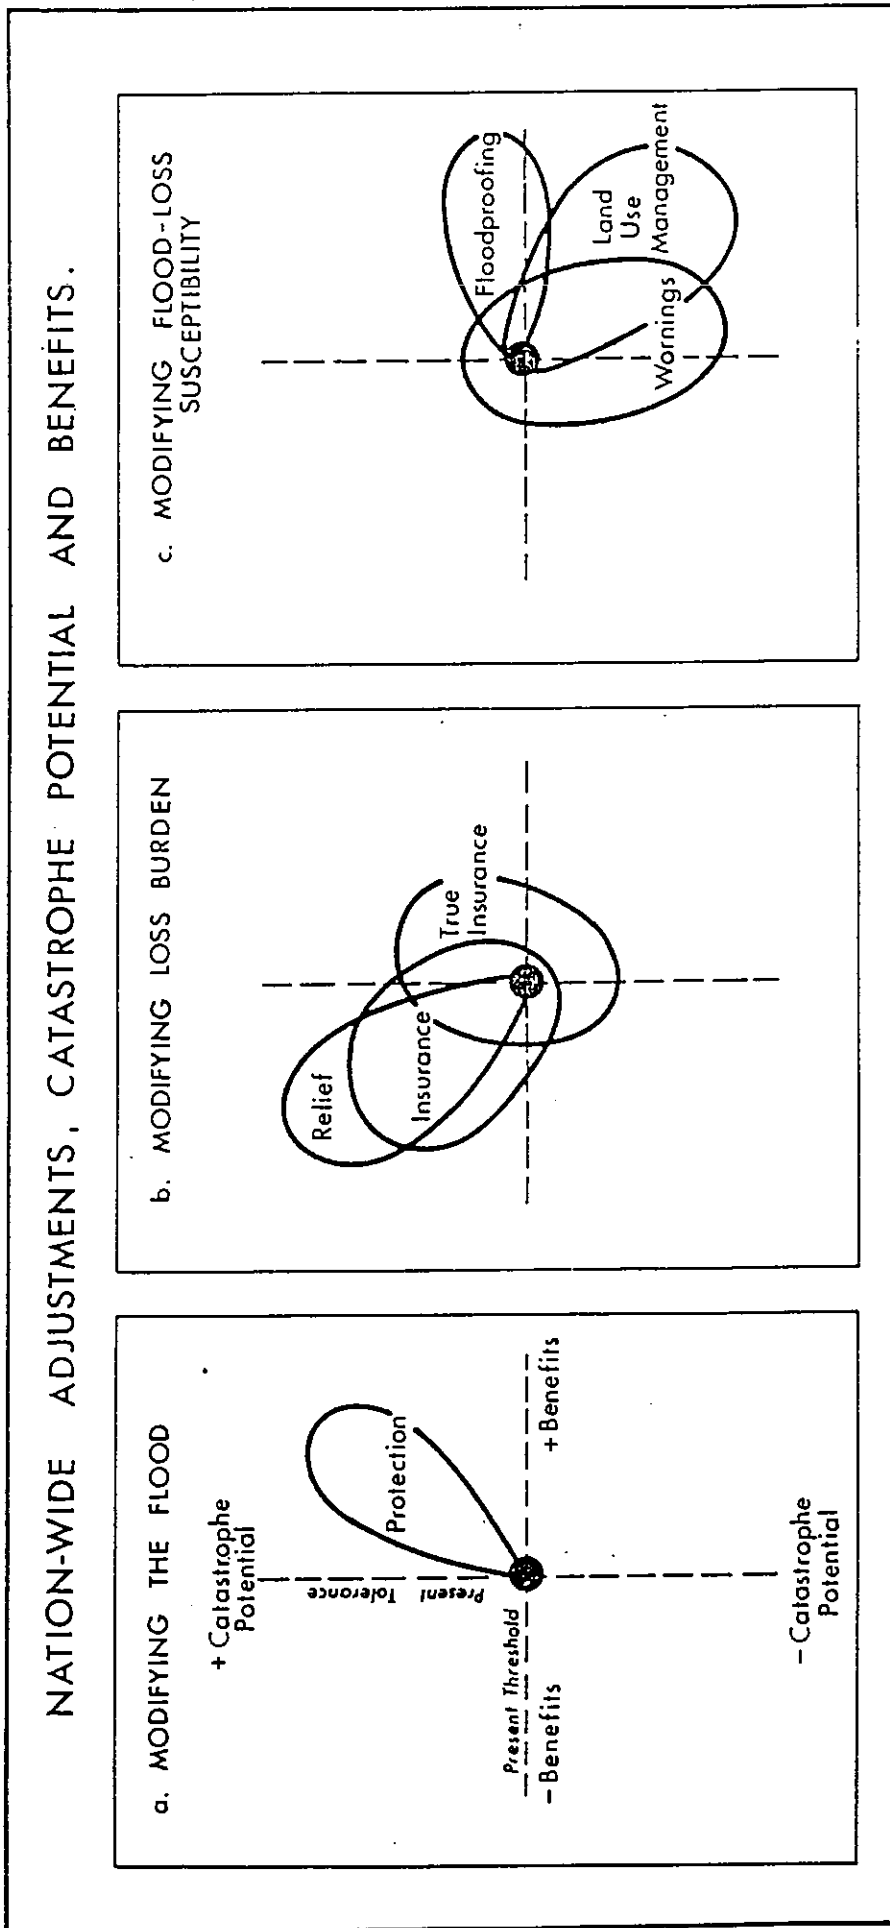 NATION-WIDE ADJUSTMENTS, CATASTROPHE POTENTIAL AND BENEFITS.
a. MODIFYING THE FLOOD
+ Catastrophe
Potential
Present Tolerance
Protection
Present Threshold
− Benefits
+ Benefits
− Catastrophe
Potential
b. MODIFYING LOSS BURDEN
Relief
Insurance
True
Insurance
c. MODIFYING FLOOD-LOSS
SUSCEPTIBILITY
Floodproofing
Land
Use
Management
Wornings